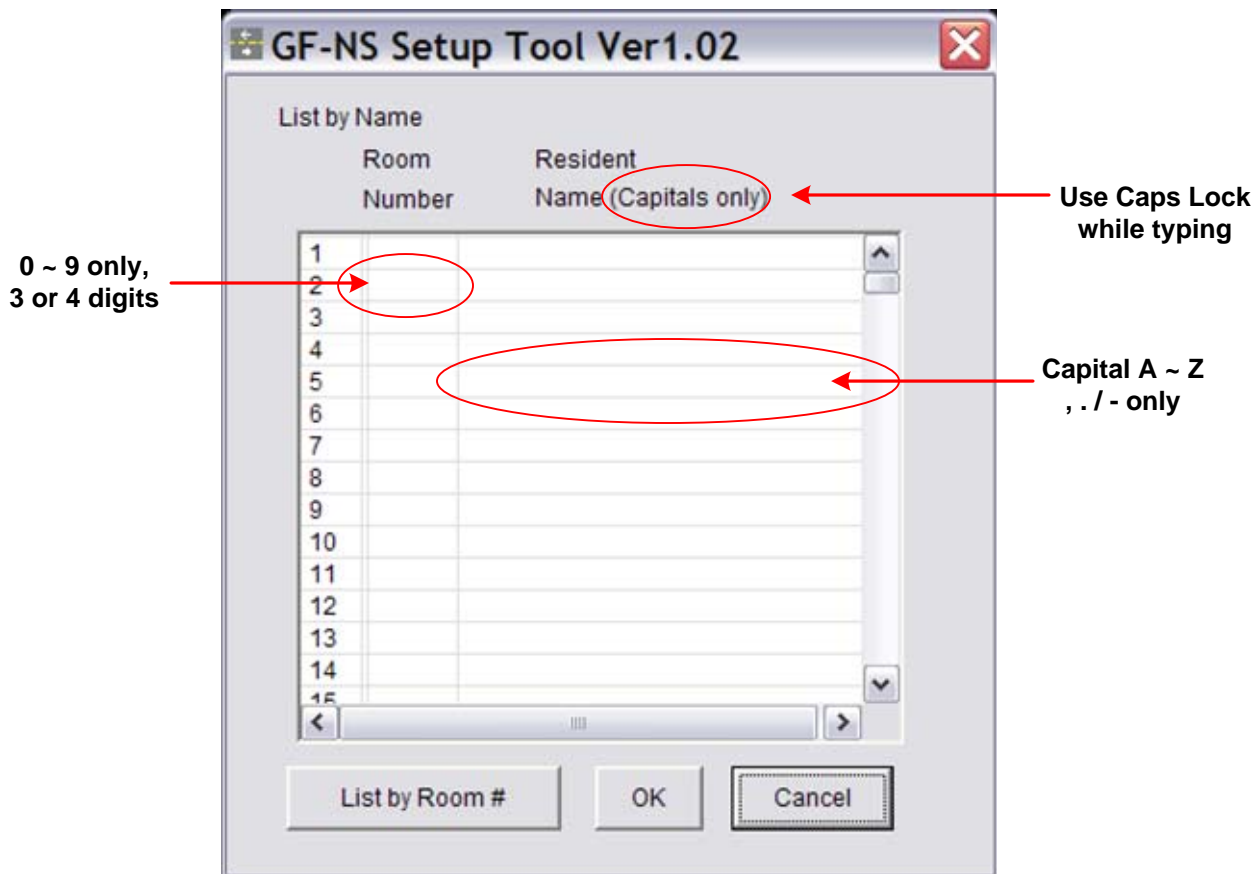 GF-NS Setup Tool Ver1.02
List by Name
Room Resident
Number Name (Capitals only)
Use Caps Lock
while typing
0 ~ 9 only,
3 or 4 digits
1
2
3
4
5
Capital A ~ Z
, . / - only
6
7
8
9
10
11
12
13
14
15
List by Room #
OK
Cancel